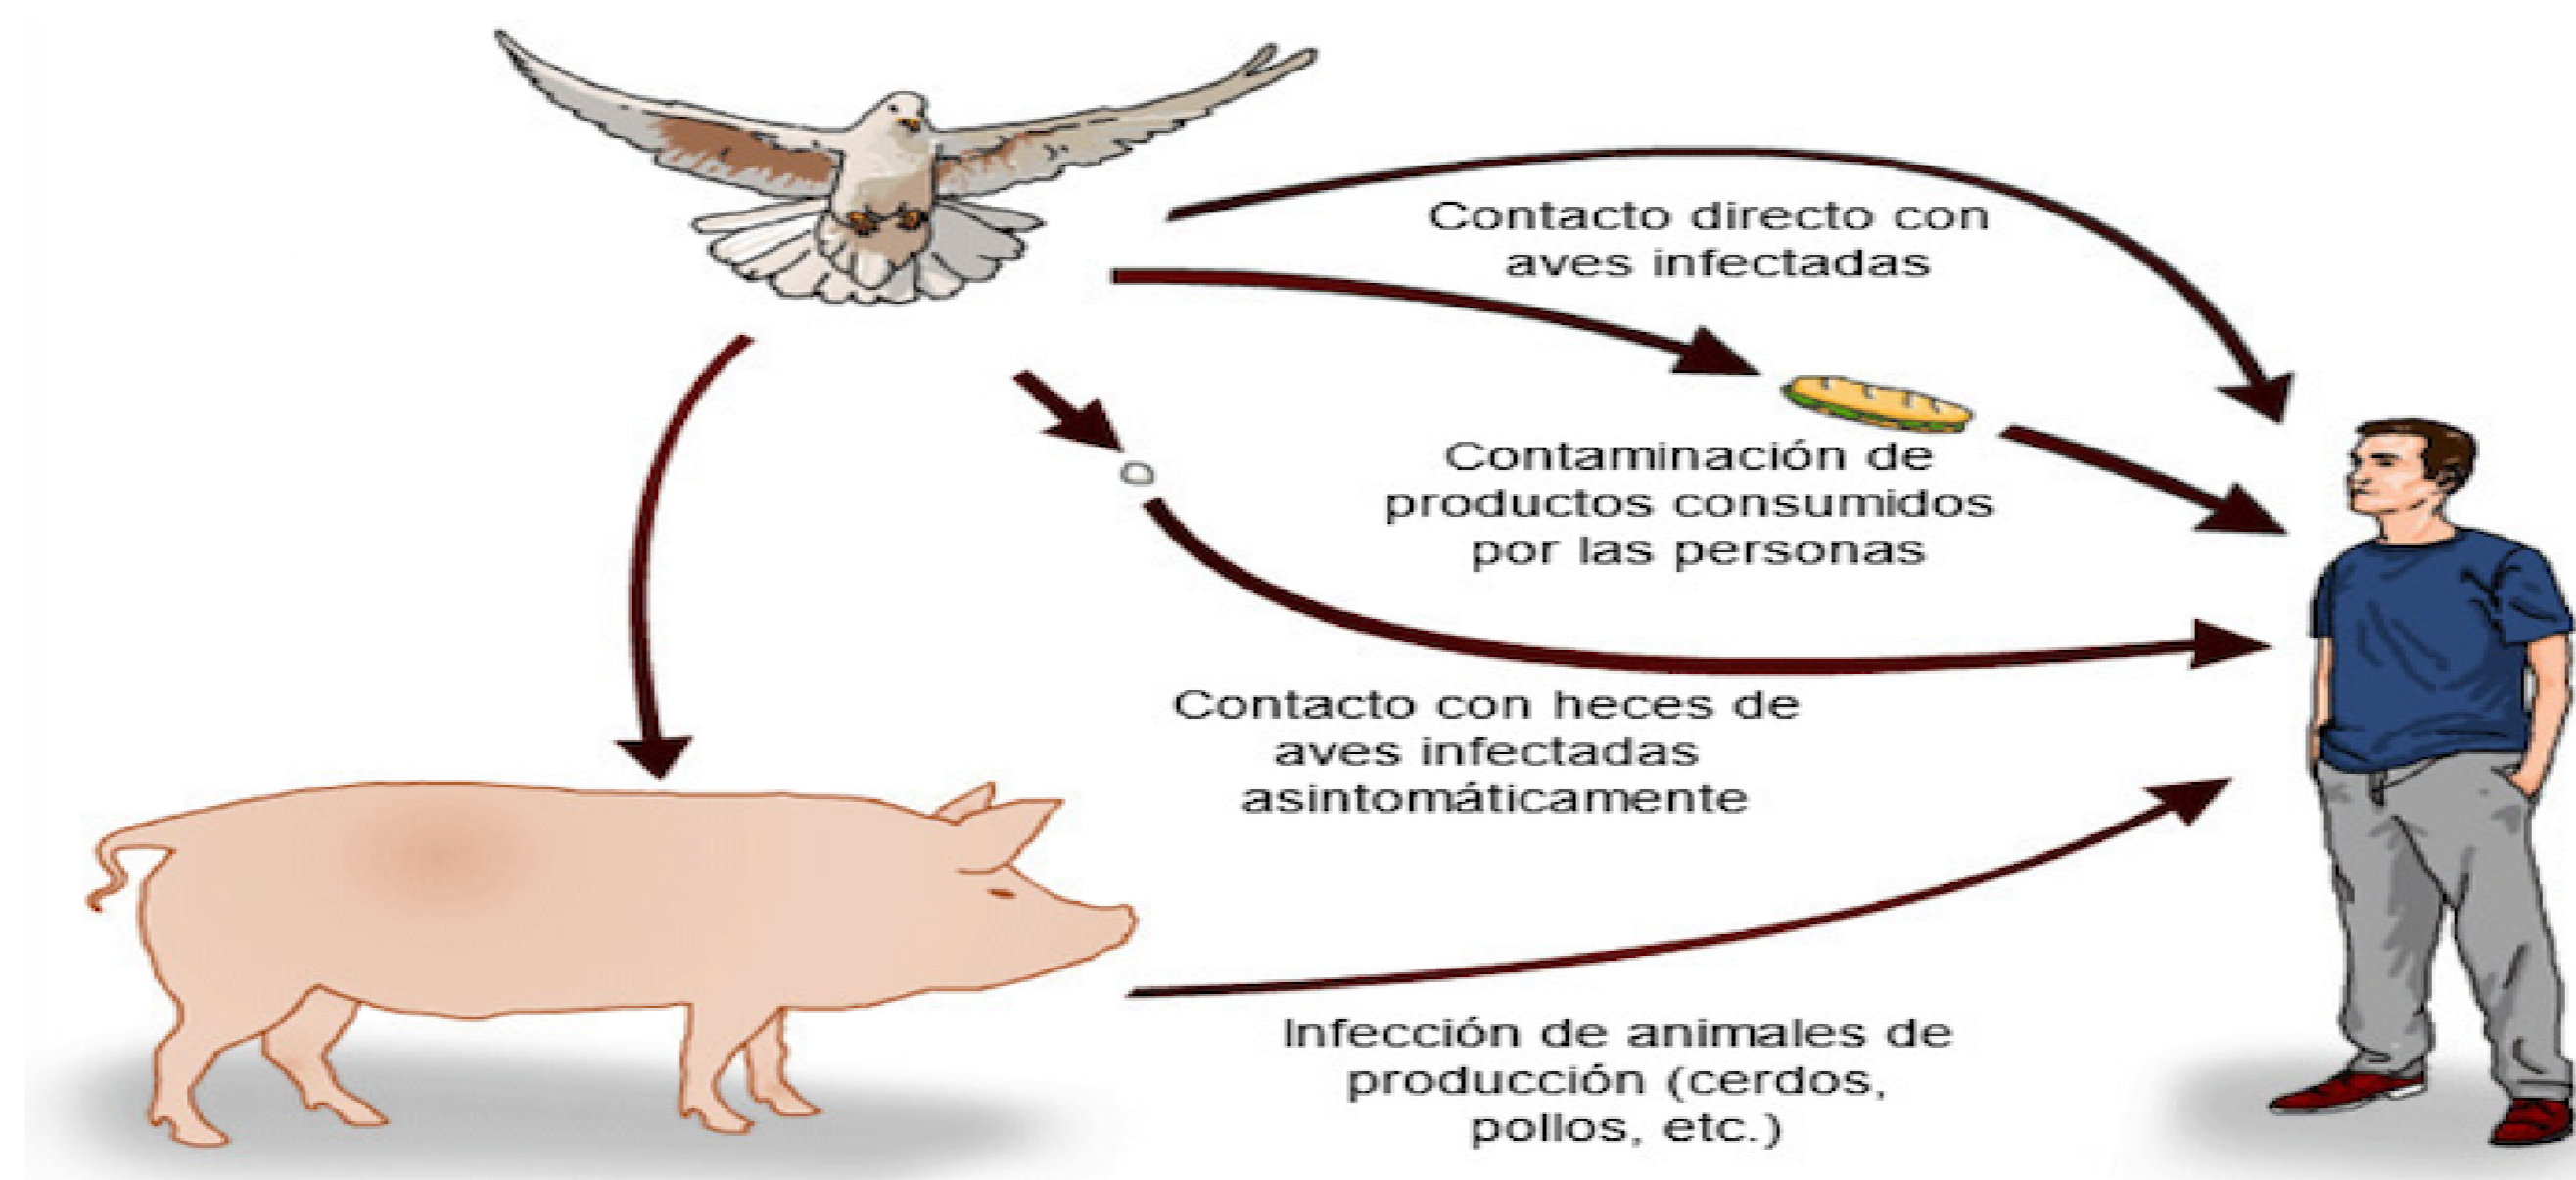 Contacto directo con
aves infectadas
Contaminación de
productos consumidos
por las personas
Contacto con heces de
aves infectadas
asintomáticamente
Infección de animales de
producción (cerdos,
pollos, etc.)